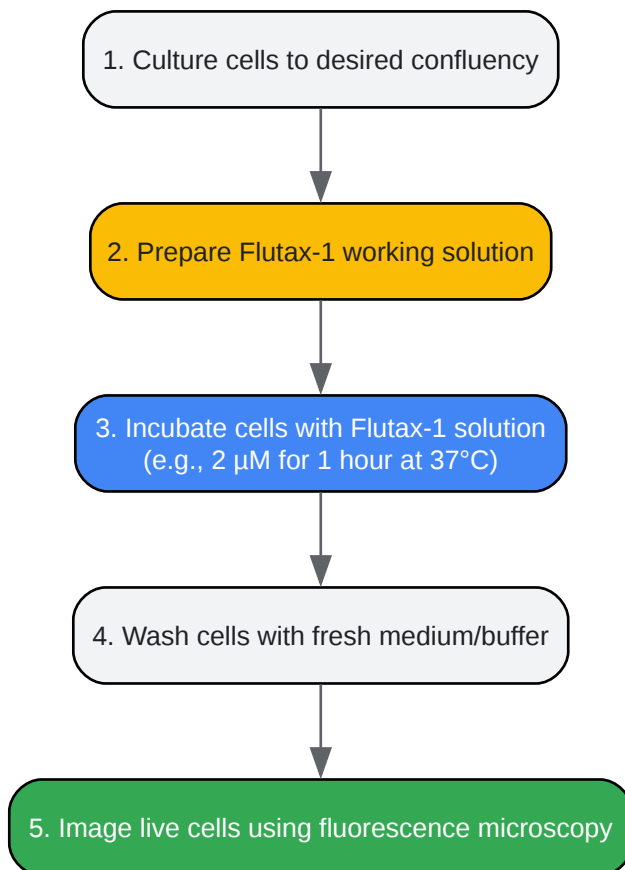 1. Culture cells to desired confluency
2. Prepare Flutax-1 working solution
3. Incubate cells with Flutax-1 solution
(e.g., 2 µM for 1 hour at 37°C)
4. Wash cells with fresh medium/buffer
5. Image live cells using fluorescence microscopy